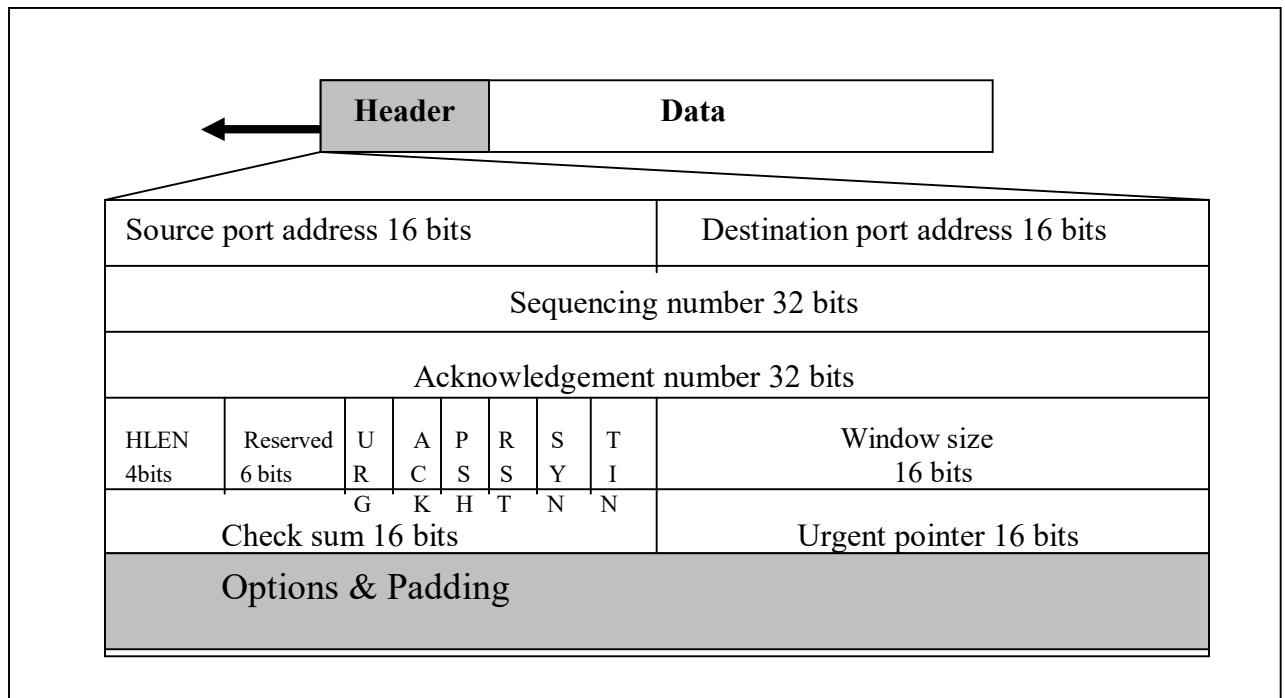 Header Data
Source port address 16 bits Destination port address 16 bits
Sequencing number 32 bits
Acknowledgement number 32 bits
HLEN Reserved U A P R S T Window size
4bits 6 bits R C S S Y I 16 bits
G K H T N N
Check sum 16 bits Urgent pointer 16 bits
Options & Padding